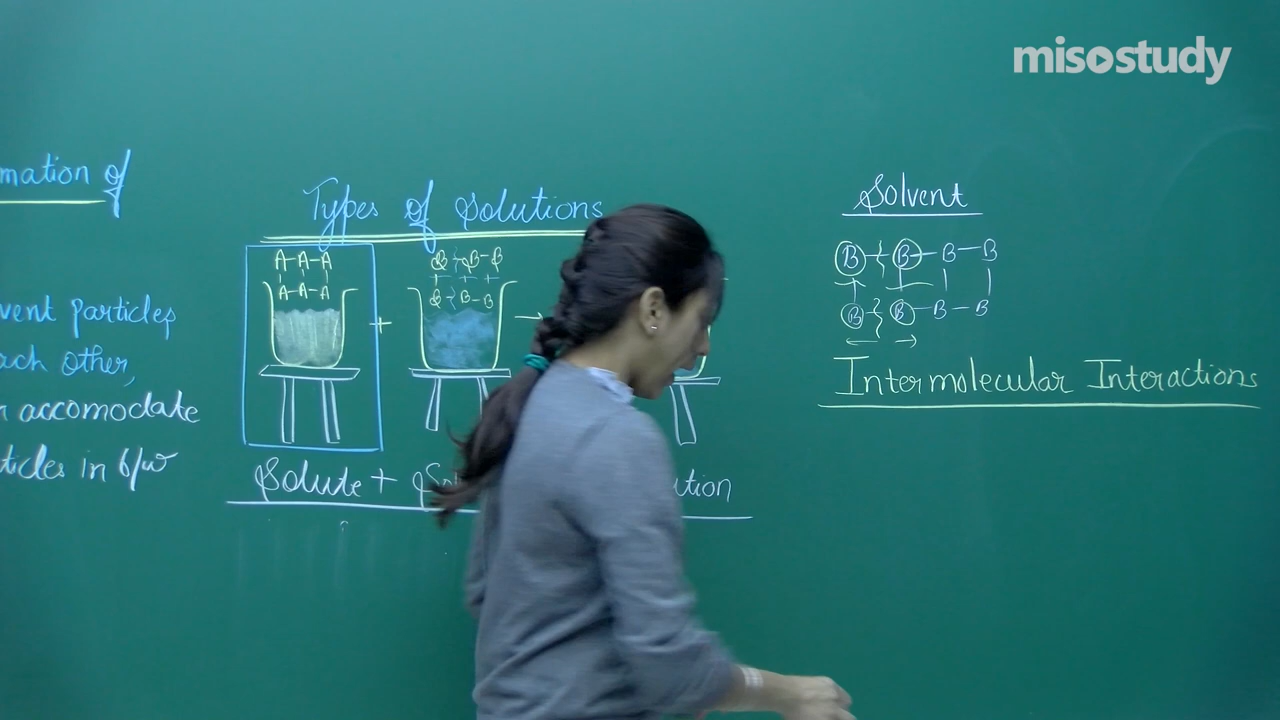 misostudy
mation of
vent particles
ach other,
accomodate
ticles in b/w
Types of Solutions
A-A-A
A-A-A
B-B
B-B
+
→
Solute +
ution
Solvent
B B-B-B
B B-B-B
Intermolecular Interactions